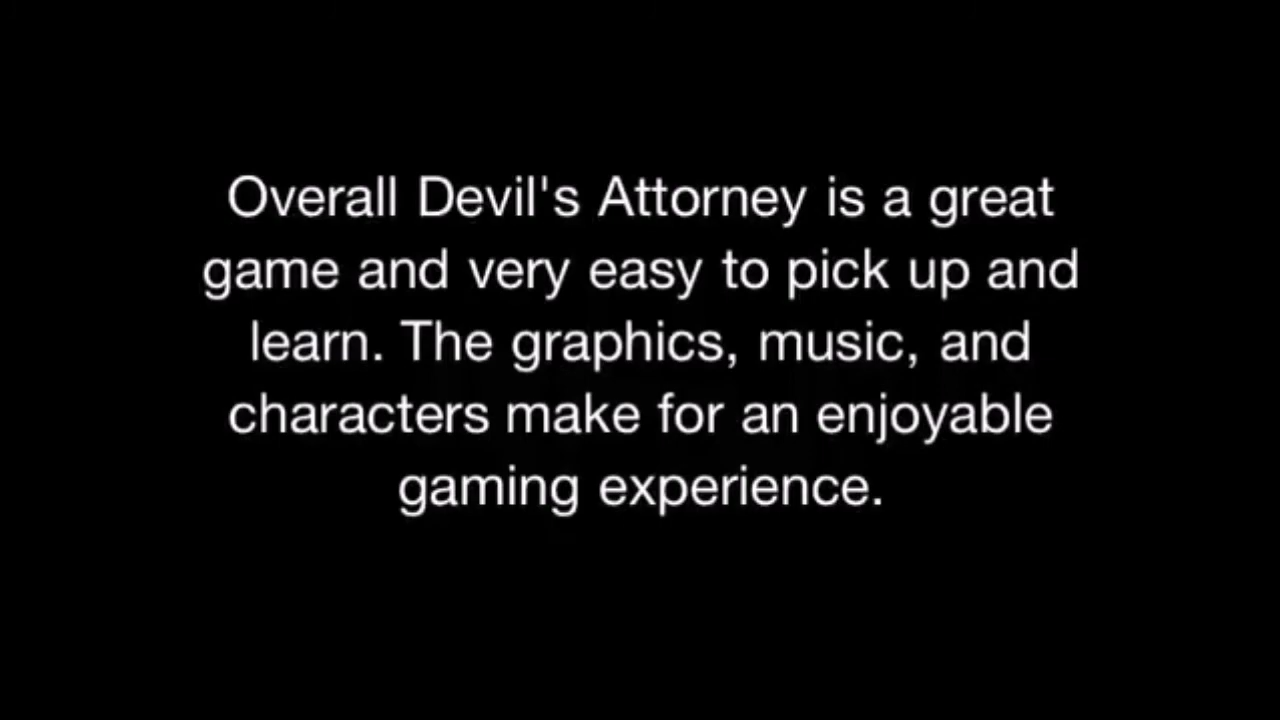 Overall Devil's Attorney is a great
game and very easy to pick up and
learn. The graphics, music, and
characters make for an enjoyable
gaming experience.